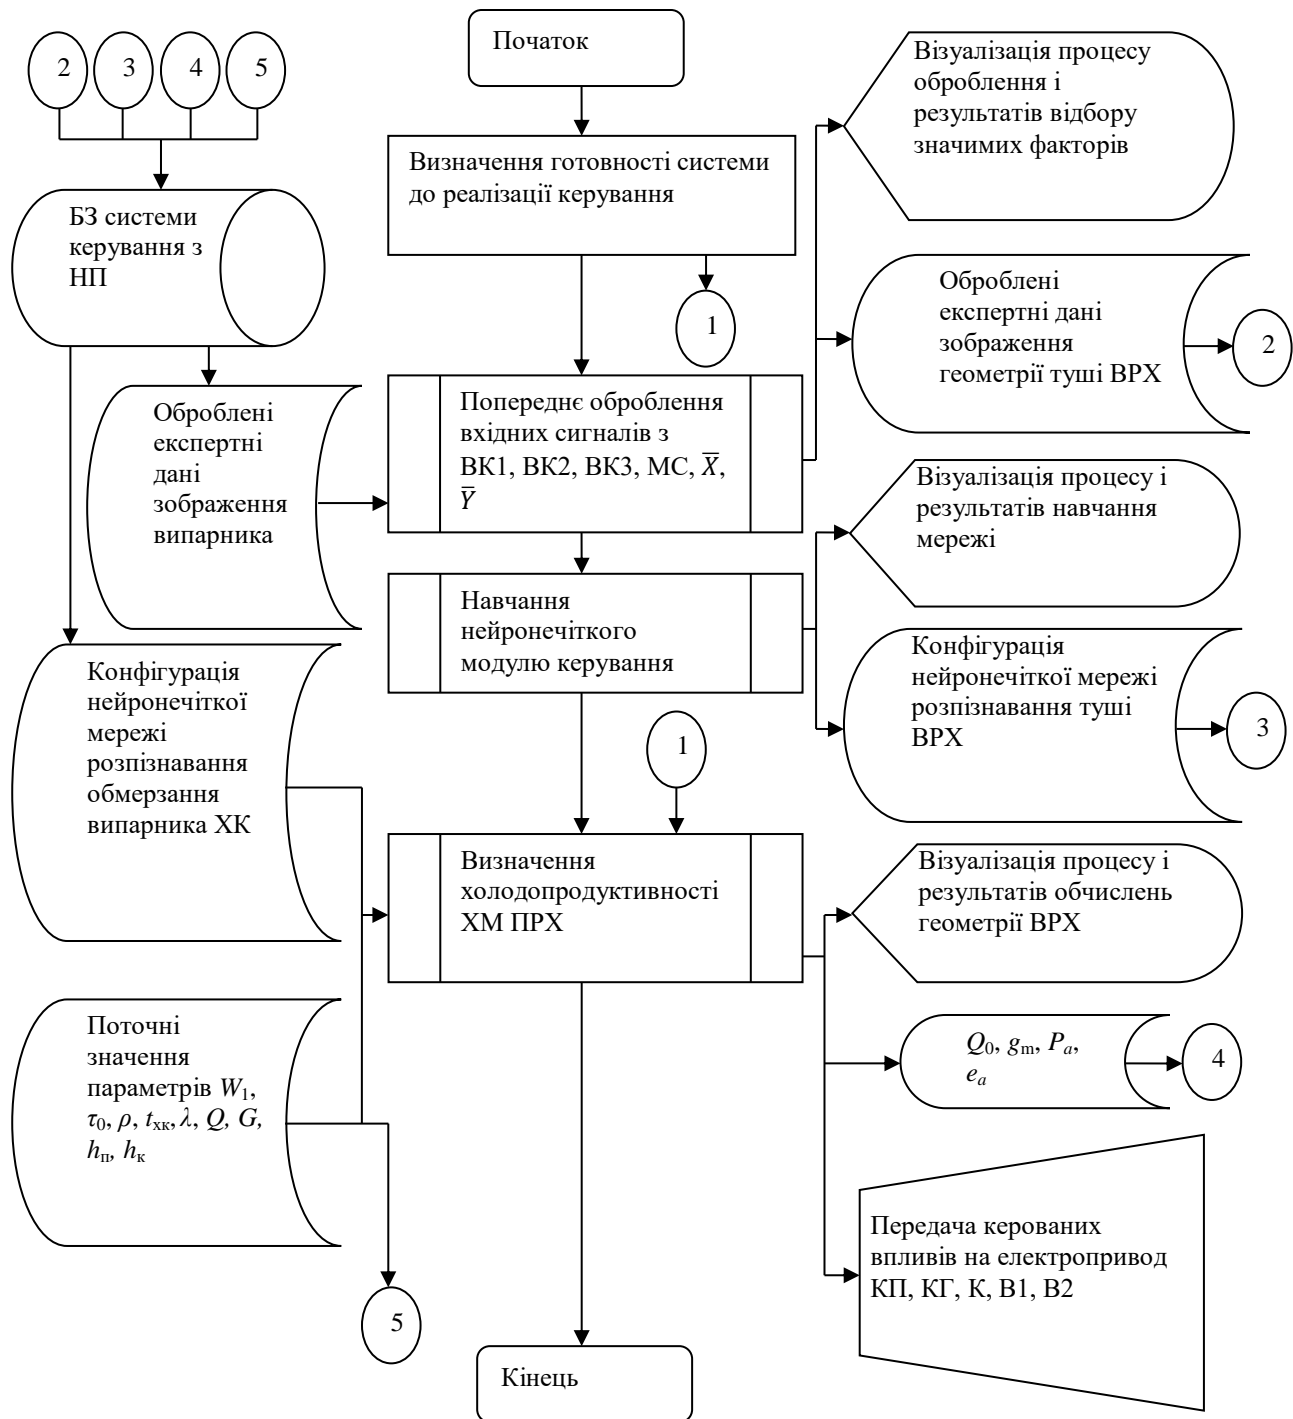 Початок
2
3
4
5
Візуалізація процесу
оброблення і
результатів відбору
значимих факторів
Визначення готовності системи
до реалізації керування
БЗ системи
керування з
НП
1
Оброблені
експертні дані
зображення
геометрії туші ВРХ
2
Попереднє оброблення
вхідних сигналів з
ВК1, ВК2, ВК3, МС, X̅,
Y̅
Оброблені
експертні
дані
зображення
випарника
Візуалізація процесу і
результатів навчання
мережі
Навчання
нейронечіткого
модулю керування
Конфігурація
нейронечіткої мережі
розпізнавання туші
ВРХ
3
Конфігурація
нейронечіткої
мережі
розпізнавання
обмерзання
випарника ХК
1
Визначення
холодопродуктивності
ХМ ПРХ
Візуалізація процесу і
результатів обчислень
геометрії ВРХ
Поточні
значення
параметрів W₁,
τ₀, ρ, tхк, λ, Q, G,
hп, hк
Q₀, gm, Pa,
ea
4
Передача керованих
впливів на електропривод
КП, КГ, К, В1, В2
5
Кінець